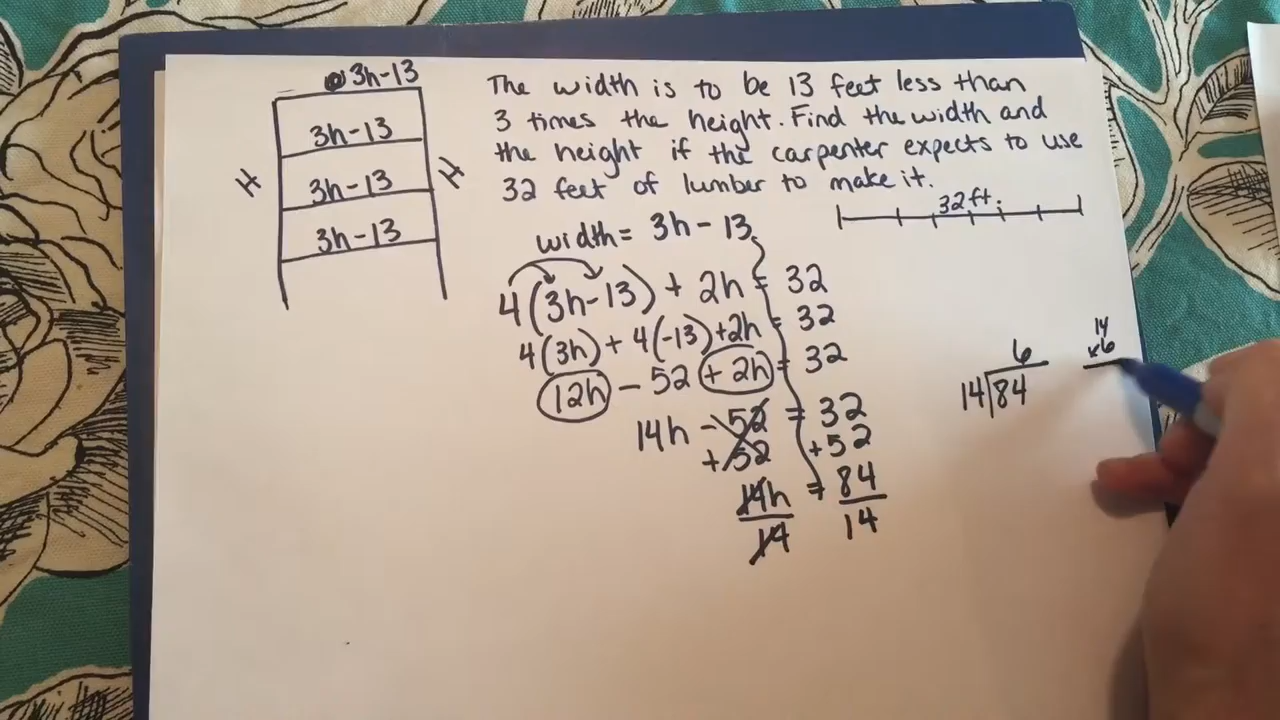 3h-13
3h-13
3h-13
3h-13
H
H
The width is to be 13 feet less than
3 times the height. Find the width and
the height if the carpenter expects to use
32 feet of lumber to make it.
32 ft.
width = 3h - 13
4(3h-13) + 2h = 32
4(3h) + 4(-13) +2h = 32
12h - 52 + 2h = 32
14h - 52 = 32
+ 52 +52
14h = 84
14 14
6
14)84
14
x6